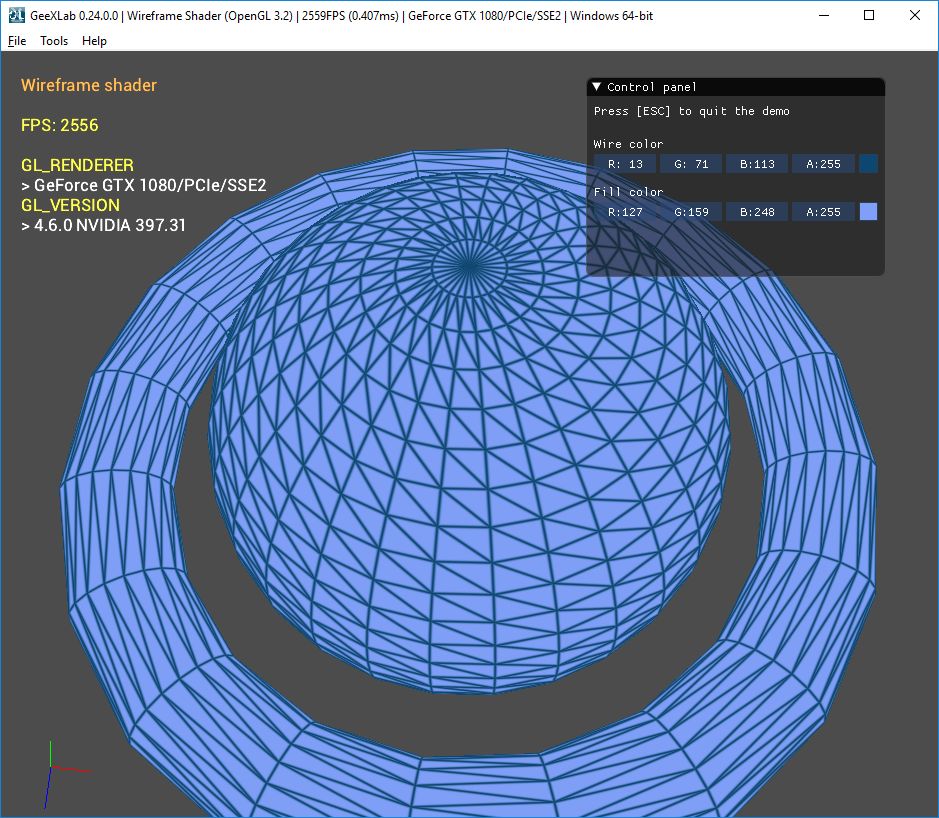 GeeXLab 0.24.0.0 | Wireframe Shader (OpenGL 3.2) | 2559FPS (0.407ms) | GeForce GTX 1080/PCIe/SSE2 | Windows 64-bit
File Tools Help
Wireframe shader
FPS: 2556
GL_RENDERER
> GeForce GTX 1080/PCIe/SSE2
GL_VERSION
> 4.6.0 NVIDIA 397.31
Control panel
Press [ESC] to quit the demo
Wire color
R: 13 G: 71 B:113 A:255
Fill color
R:127 G:159 B:248 A:255